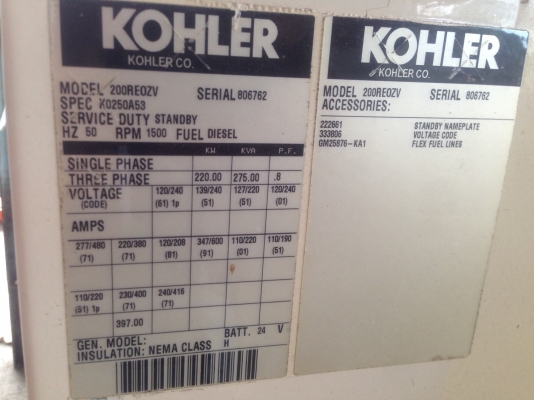 KOHLER
KOHLER CO.
MODEL 200REOZV SERIAL 806762
SPEC X0250A53
SERVICE DUTY STANDBY
HZ 50 RPM 1500 FUEL DIESEL
KW KVA P.F.
SINGLE PHASE
THREE PHASE 220.00 275.00 .8
VOLTAGE 120/240 139/240 127/220 120/240
(CODE) (61) 1p (51) (51) (01)
AMPS
277/480 220/380 120/208 347/600 110/220 110/190
(71) (71) (81) (91) (01) (51)
110/220 230/400 240/416
(51) 1p (71) (71)
397.00
GEN. MODEL: BATT. 24 V
INSULATION: NEMA CLASS H
KOHLER
KOHLER CO.
MODEL 200REOZV SERIAL 806762
ACCESSORIES:
222661 STANDBY NAMEPLATE
333806 VOLTAGE CODE
GM25876-KA1 FLEX FUEL LINES